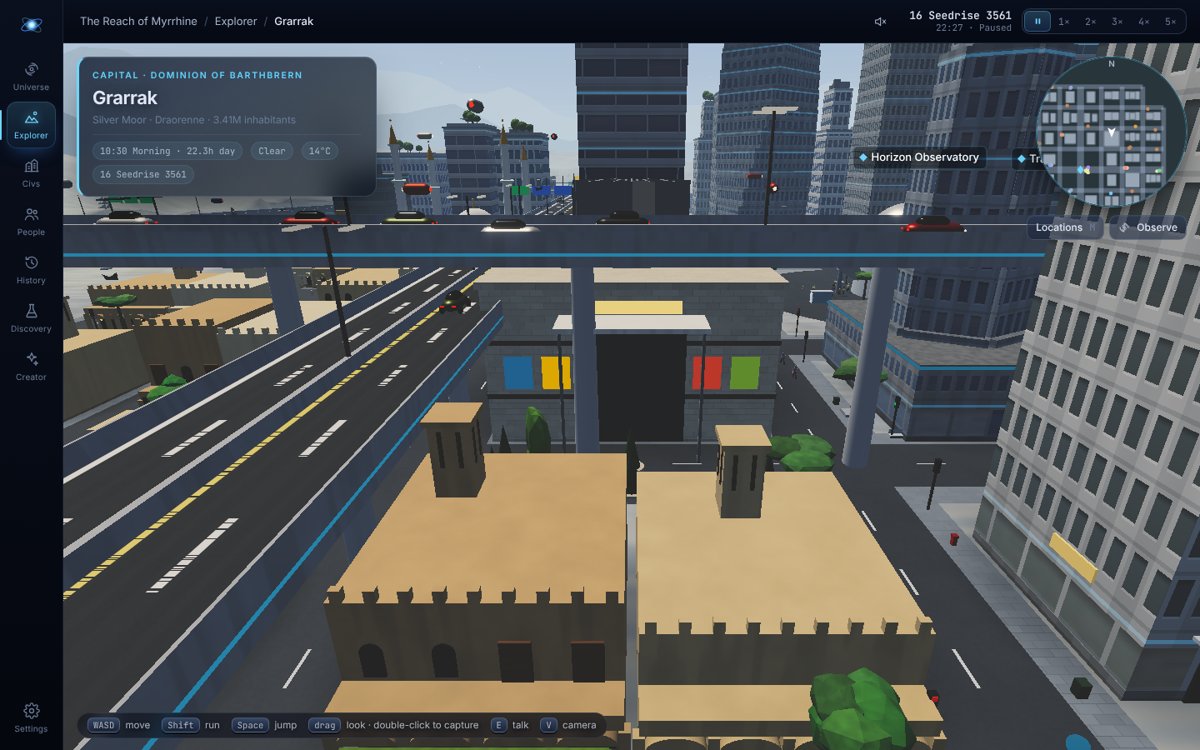 The Reach of Myrrhine / Explorer / Grarrak
16 Seedrise 3561
22:27 · Paused
1× 2× 3× 4× 5×
Universe
Explorer
Civs
People
History
Discovery
Creator
Settings
CAPITAL · DOMINION OF BARTHBRERN
Grarrak
Silver Moor · Draorenne · 3.41M inhabitants
10:30 Morning · 22.3h day
Clear
14°C
16 Seedrise 3561
N
Horizon Observatory
Locations M
Observe
WASD move Shift run Space jump drag look · double-click to capture E talk V camera